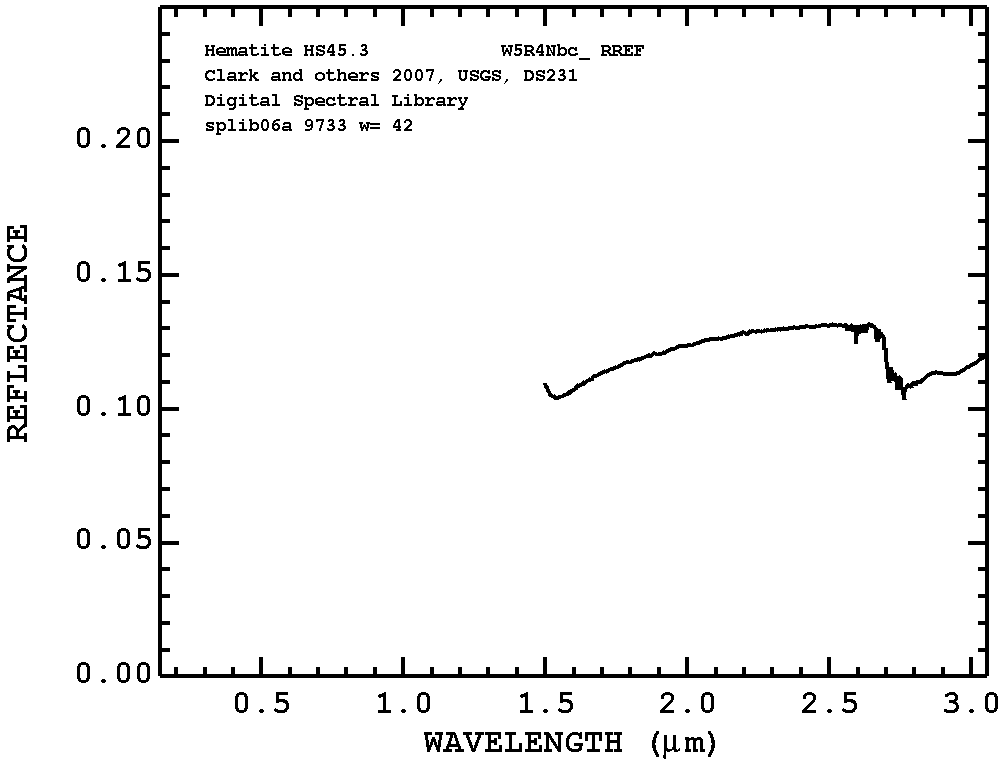 Hematite HS45.3 W5R4Nbc_ RREF
Clark and others 2007, USGS, DS231
Digital Spectral Library
splib06a 9733 w= 42
REFLECTANCE
0.20
0.15
0.10
0.05
0.00
0.5 1.0 1.5 2.0 2.5 3.0
WAVELENGTH (μm)